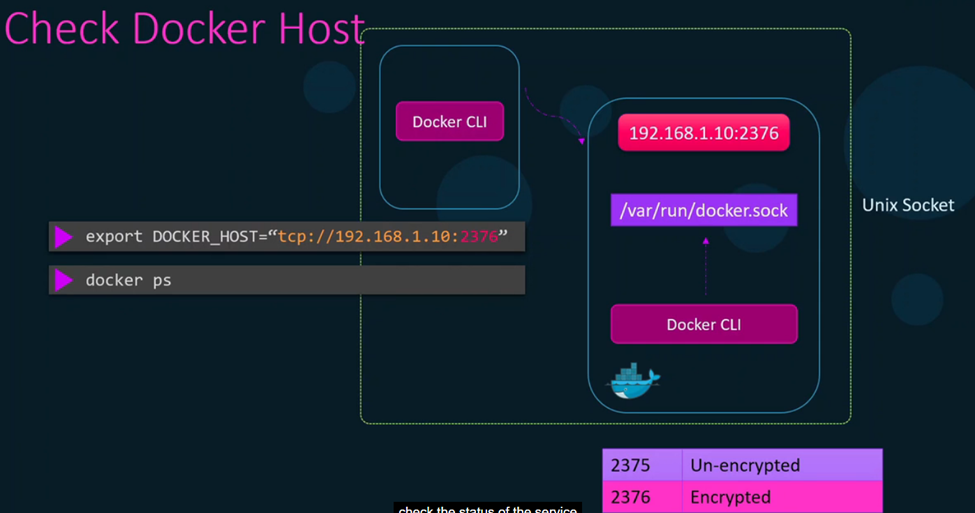 Check Docker Host
Docker CLI
192.168.1.10:2376
/var/run/docker.sock
Unix Socket
export DOCKER_HOST=“tcp://192.168.1.10:2376”
docker ps
Docker CLI
2375 Un-encrypted
2376 Encrypted
check the status of the service